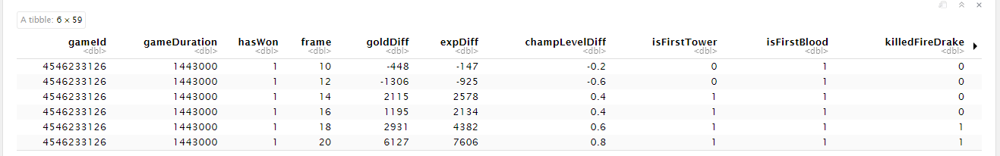 A tibble: 6 × 59
gameId gameDuration hasWon frame goldDiff expDiff champLevelDiff isFirstTower isFirstBlood killedFireDrake
<dbl> <dbl> <dbl> <dbl> <dbl> <dbl> <dbl> <dbl> <dbl> <dbl>
4546233126 1443000 1 10 -448 -147 -0.2 0 1 0
4546233126 1443000 1 12 -1306 -925 -0.6 0 1 0
4546233126 1443000 1 14 2115 2578 0.4 1 1 0
4546233126 1443000 1 16 1195 2134 0.4 1 1 0
4546233126 1443000 1 18 2931 4382 0.6 1 1 1
4546233126 1443000 1 20 6127 7606 0.8 1 1 1